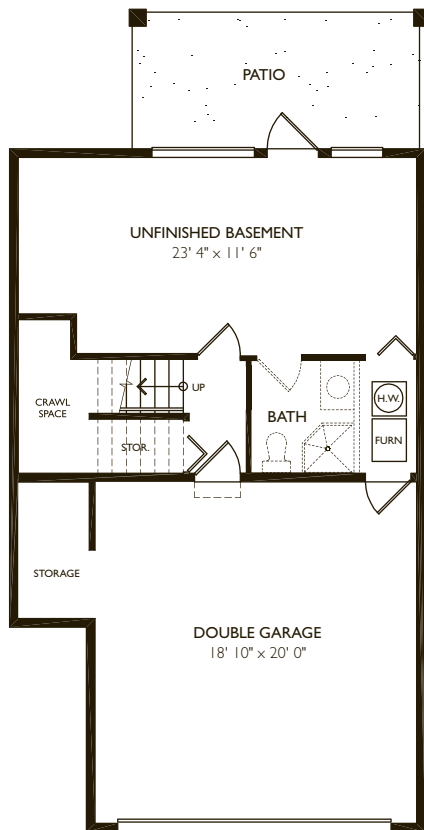 PATIO
UNFINISHED BASEMENT
23' 4" x 11' 6"
UP
CRAWL
SPACE
H.W.
BATH
STOR.
FURN
STORAGE
DOUBLE GARAGE
18' 10" x 20' 0"